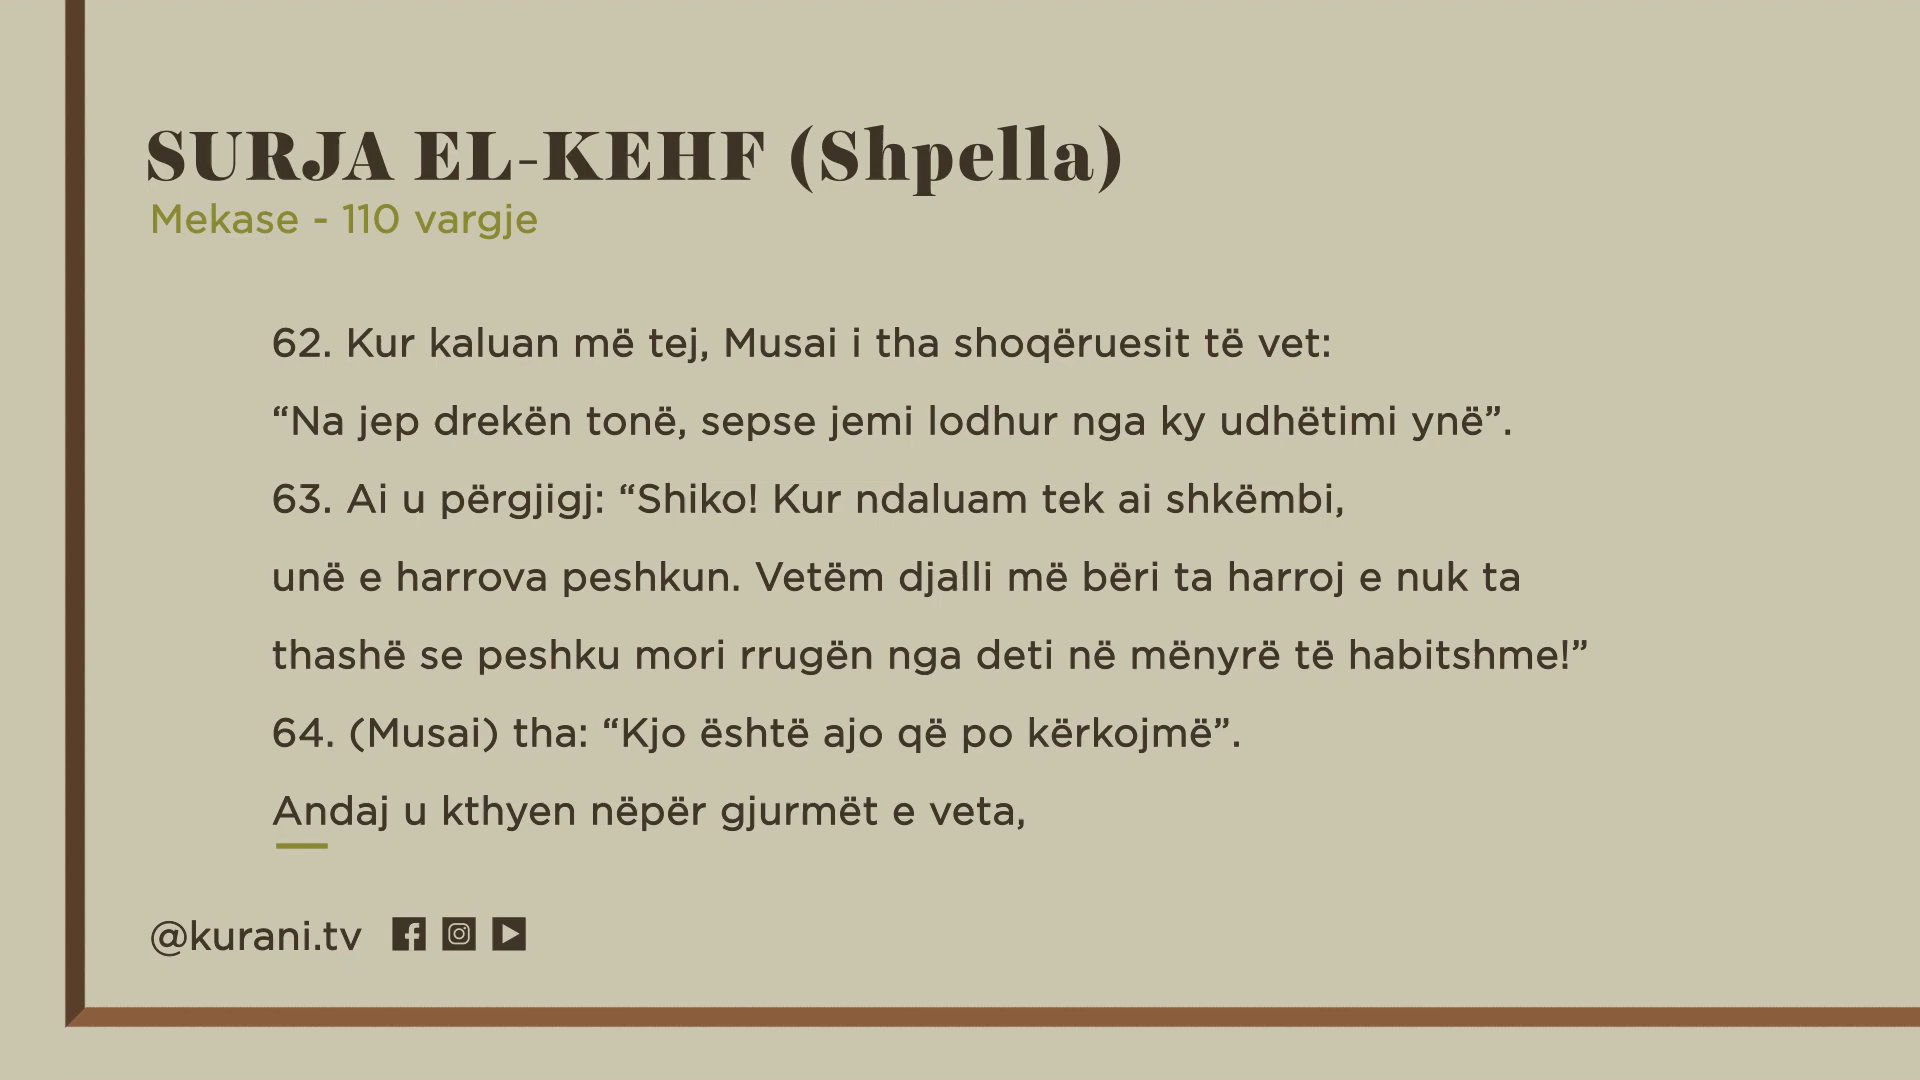 SURJA EL-KEHF (Shpella)
Mekase - 110 vargje
62. Kur kaluan më tej, Musai i tha shoqëruesit të vet:
“Na jep drekën tonë, sepse jemi lodhur nga ky udhëtimi ynë”.
63. Ai u përgjigj: “Shiko! Kur ndaluam tek ai shkëmbi,
unë e harrova peshkun. Vetëm djalli më bëri ta harroj e nuk ta
thashë se peshku mori rrugën nga deti në mënyrë të habitshme!”
64. (Musai) tha: “Kjo është ajo që po kërkojmë”.
Andaj u kthyen nëpër gjurmët e veta,
@kurani.tv